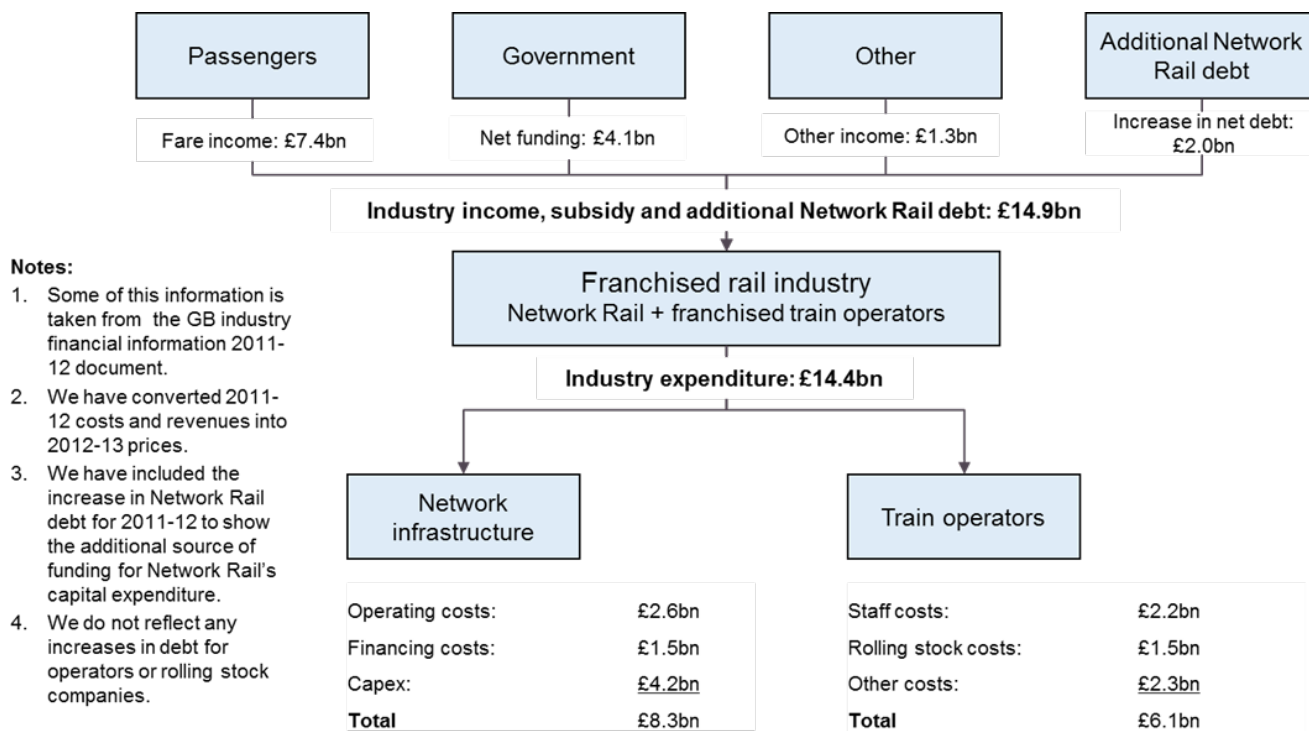 Passengers
Government
Other
Additional Network
Rail debt
Fare income: £7.4bn
Net funding: £4.1bn
Other income: £1.3bn
Increase in net debt:
£2.0bn
Industry income, subsidy and additional Network Rail debt: £14.9bn
Franchised rail industry
Network Rail + franchised train operators
Industry expenditure: £14.4bn
Notes:
1. Some of this information is
taken from the GB industry
financial information 2011-
12 document.
2. We have converted 2011-
12 costs and revenues into
2012-13 prices.
3. We have included the
increase in Network Rail
debt for 2011-12 to show
the additional source of
funding for Network Rail's
capital expenditure.
4. We do not reflect any
increases in debt for
operators or rolling stock
companies.
Network
infrastructure
Operating costs: £2.6bn
Financing costs: £1.5bn
Capex: £4.2bn
Total £8.3bn
Train operators
Staff costs: £2.2bn
Rolling stock costs: £1.5bn
Other costs: £2.3bn
Total £6.1bn